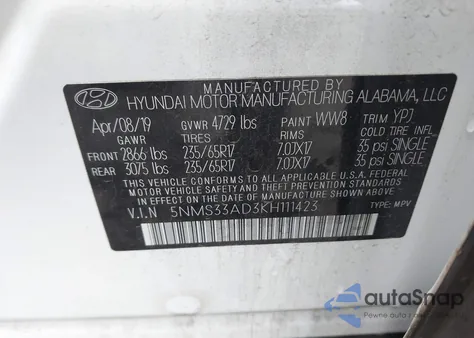 MANUFACTURED BY
HYUNDAI MOTOR MANUFACTURING ALABAMA, LLC
Apr/08/19 GVWR 4729 lbs PAINT WW8 TRIM YPJ
GAWR TIRES RIMS COLD TIRE INFL.
FRONT 2866 lbs 235/65R17 7.0JX17 35 psi SINGLE
REAR 3075 lbs 235/65R17 7.0JX17 35 psi SINGLE
THIS VEHICLE CONFORMS TO ALL APPLICABLE U.S.A. FEDERAL
MOTOR VEHICLE SAFETY STANDARDS IN EFFECT ON THE
DATE OF MANUFACTURE SHOWN ABOVE.
V.I.N 5NMS33AD3KH111423 TYPE: MPV
autoSnap
Pewne auta z